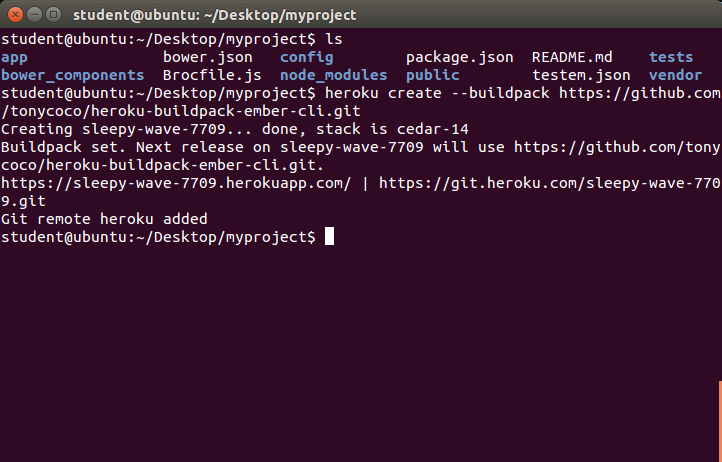 student@ubuntu: ~/Desktop/myproject
student@ubuntu:~/Desktop/myproject$ ls
app bower.json config package.json README.md tests
bower_components Brocfile.js node_modules public testem.json vendor
student@ubuntu:~/Desktop/myproject$ heroku create --buildpack https://github.com
/tonycoco/heroku-buildpack-ember-cli.git
Creating sleepy-wave-7709... done, stack is cedar-14
Buildpack set. Next release on sleepy-wave-7709 will use https://github.com/tony
coco/heroku-buildpack-ember-cli.git.
https://sleepy-wave-7709.herokuapp.com/ | https://git.heroku.com/sleepy-wave-770
9.git
Git remote heroku added
student@ubuntu:~/Desktop/myproject$